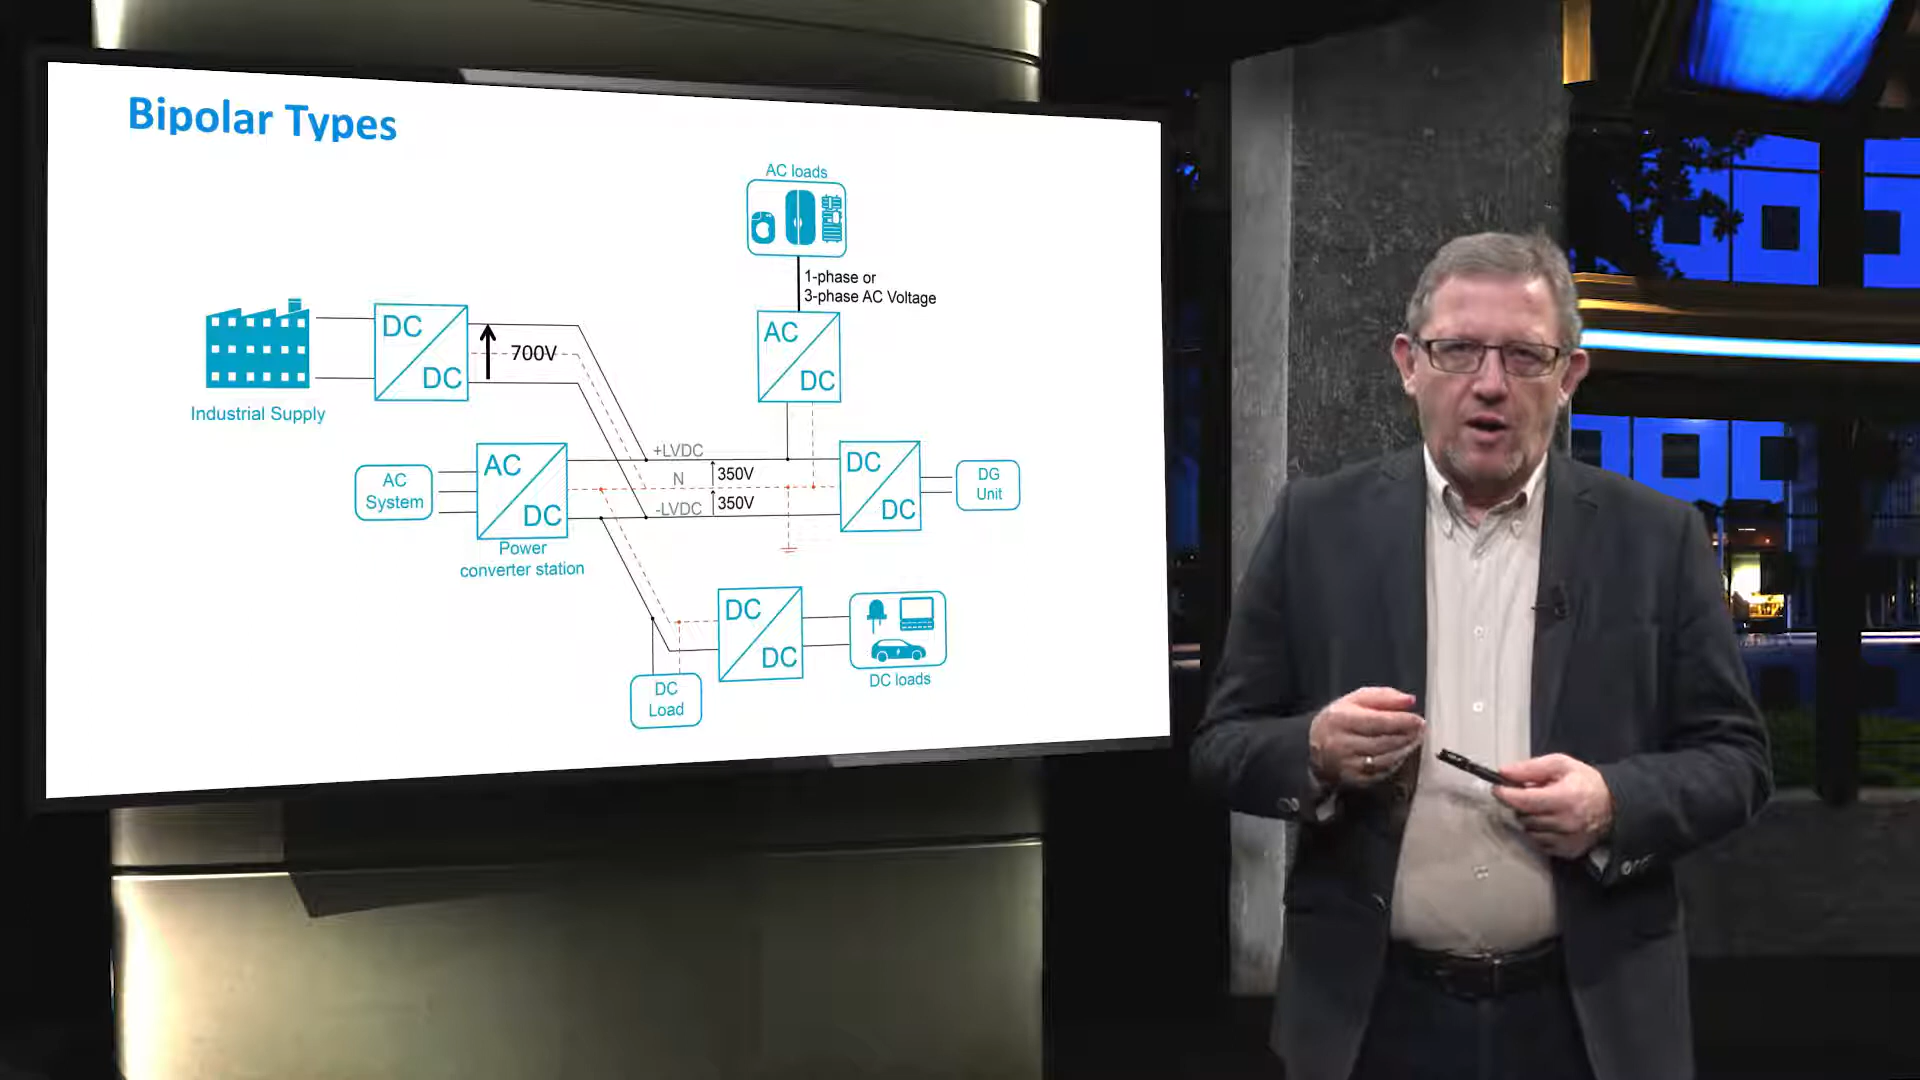 Bipolar Types
AC loads
1-phase or
3-phase AC Voltage
DC
DC
700V
AC
DC
Industrial Supply
+LVDC
350V
N
350V
-LVDC
AC
System
AC
DC
Power
converter station
DC
DC
DG
Unit
DC
DC
DC loads
DC
Load